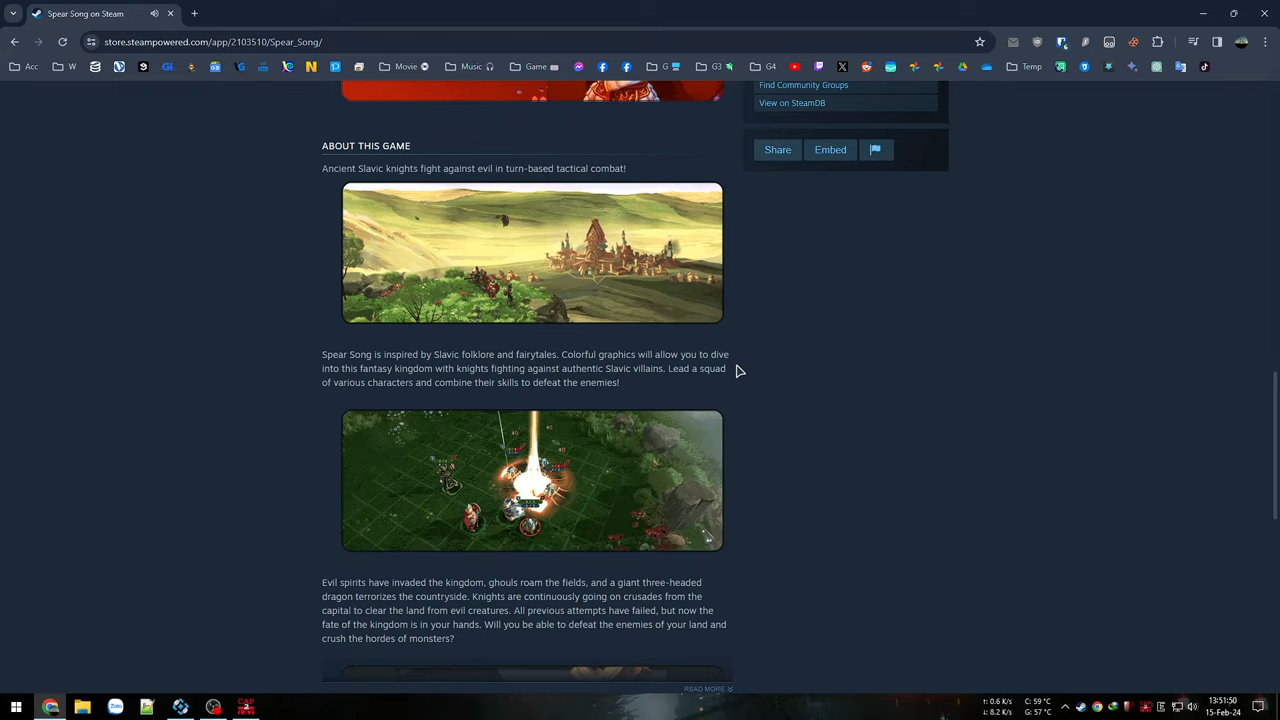 Spear Song on Steam
store.steampowered.com/app/2103510/Spear_Song/
Acc
W
Movie
Music
Game
G
G3
G4
Temp
Find Community Groups
View on SteamDB
Share
Embed
ABOUT THIS GAME
Ancient Slavic knights fight against evil in turn-based tactical combat!
Spear Song is inspired by Slavic folklore and fairytales. Colorful graphics will allow you to dive
into this fantasy kingdom with knights fighting against authentic Slavic villains. Lead a squad
of various characters and combine their skills to defeat the enemies!
Evil spirits have invaded the kingdom, ghouls roam the fields, and a giant three-headed
dragon terrorizes the countryside. Knights are continuously going on crusades from the
capital to clear the land from evil creatures. All previous attempts have failed, but now the
fate of the kingdom is in your hands. Will you be able to defeat the enemies of your land and
crush the hordes of monsters?
READ MORE
Zalo
↑: 0.6 K/s
C: 59 °C
13:51:50
↓: 8.2 K/s
G: 57 °C
15-Feb-24